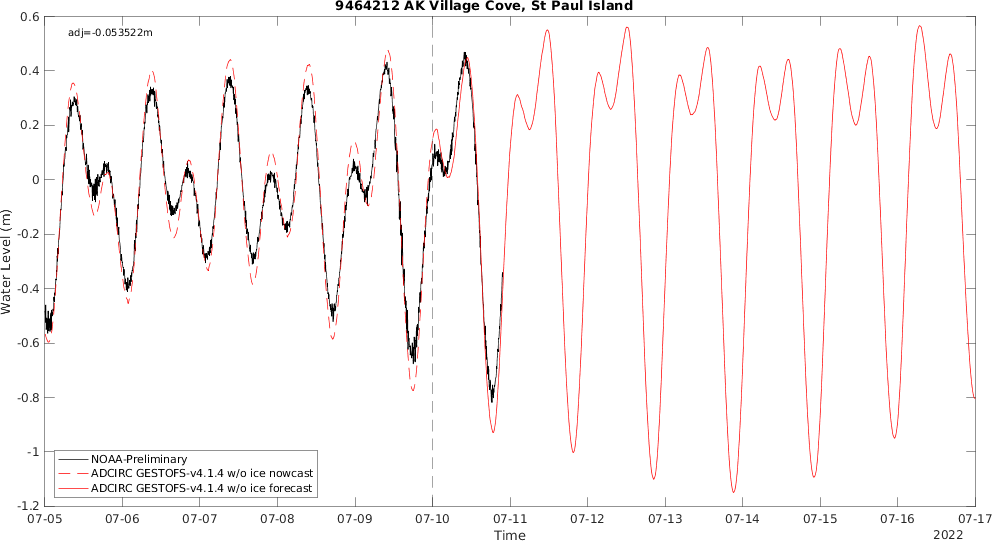 9464212 AK Village Cove, St Paul Island
adj=-0.053522m
0.6
0.4
0.2
0
-0.2
-0.4
-0.6
-0.8
-1
-1.2
Water Level (m)
NOAA-Preliminary
ADCIRC GESTOFS-v4.1.4 w/o ice nowcast
ADCIRC GESTOFS-v4.1.4 w/o ice forecast
07-05 07-06 07-07 07-08 07-09 07-10 07-11 07-12 07-13 07-14 07-15 07-16 07-17
Time
2022